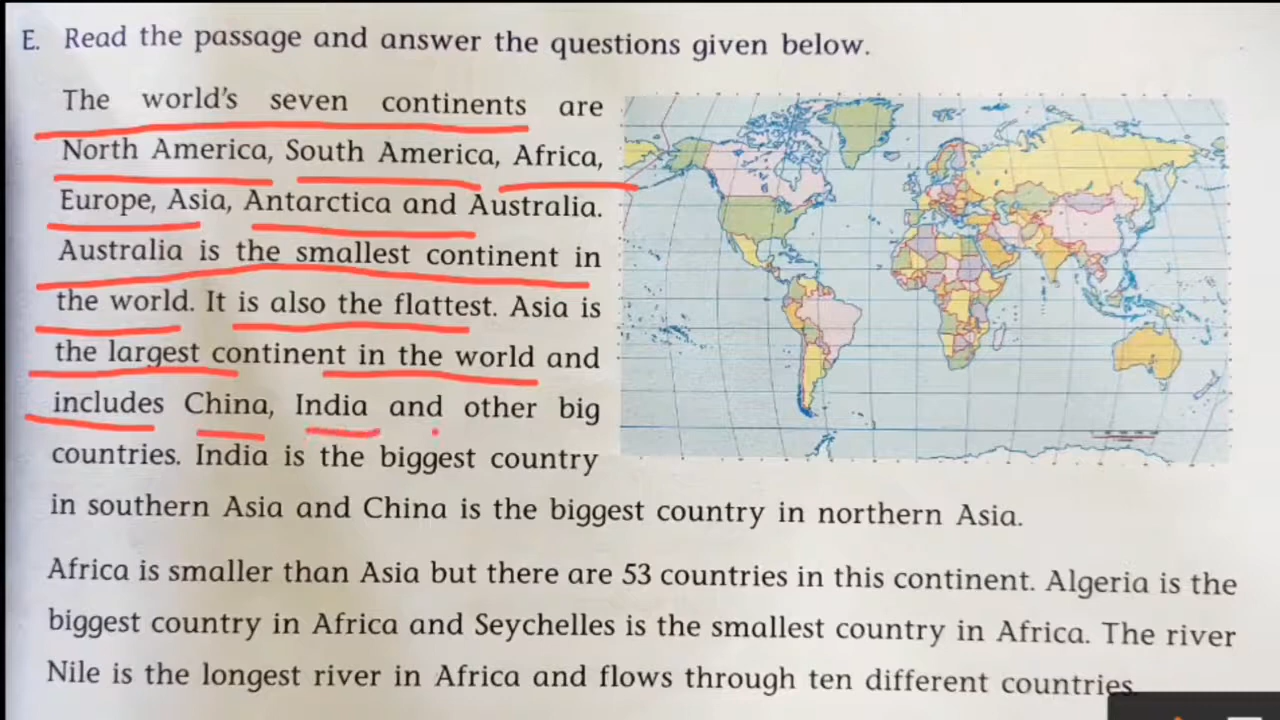 E. Read the passage and answer the questions given below.
The world's seven continents are
North America, South America, Africa,
Europe, Asia, Antarctica and Australia.
Australia is the smallest continent in
the world. It is also the flattest. Asia is
the largest continent in the world and
includes China, India and other big
countries. India is the biggest country
in southern Asia and China is the biggest country in northern Asia.
Africa is smaller than Asia but there are 53 countries in this continent. Algeria is the
biggest country in Africa and Seychelles is the smallest country in Africa. The river
Nile is the longest river in Africa and flows through ten different countries.